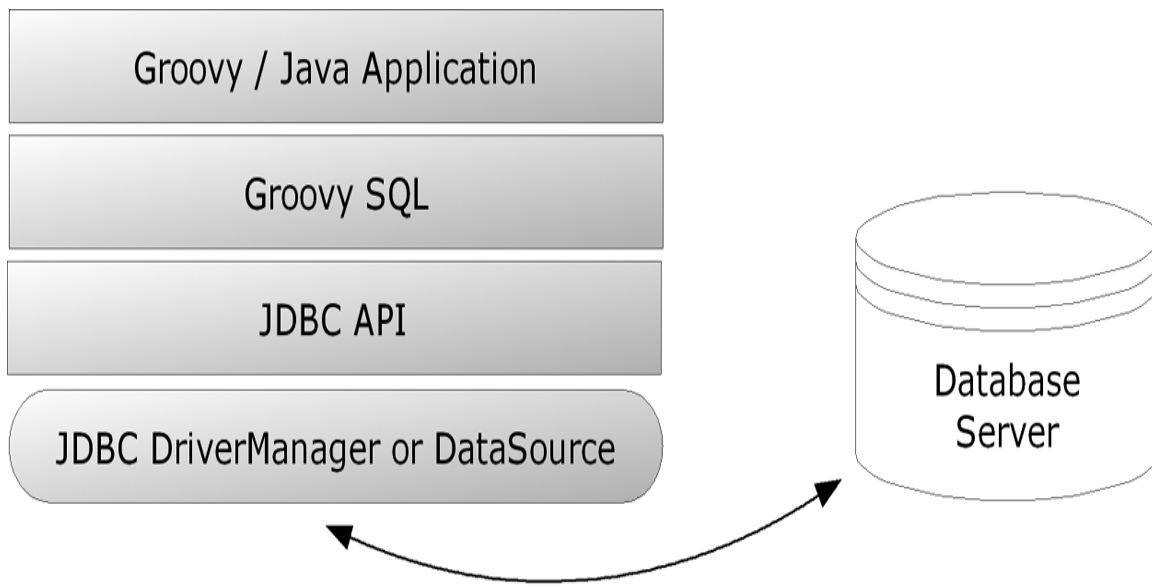 Groovy / Java Application
Groovy SQL
JDBC API
JDBC DriverManager or DataSource
Database
Server